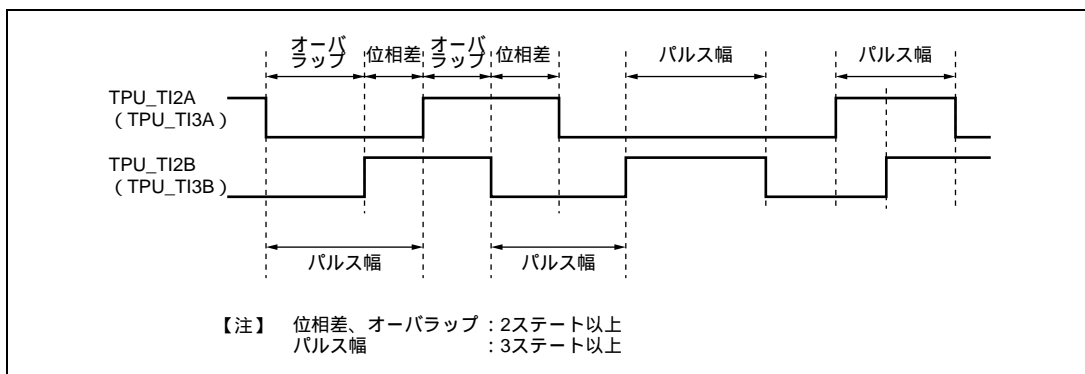 オーバ
ラップ
位相差
オーバ
ラップ
位相差
パルス幅
パルス幅
TPU_TI2A
（TPU_TI3A）
TPU_TI2B
（TPU_TI3B）
パルス幅
パルス幅
【注】 位相差、オーバラップ：2ステート以上
パルス幅 ：3ステート以上